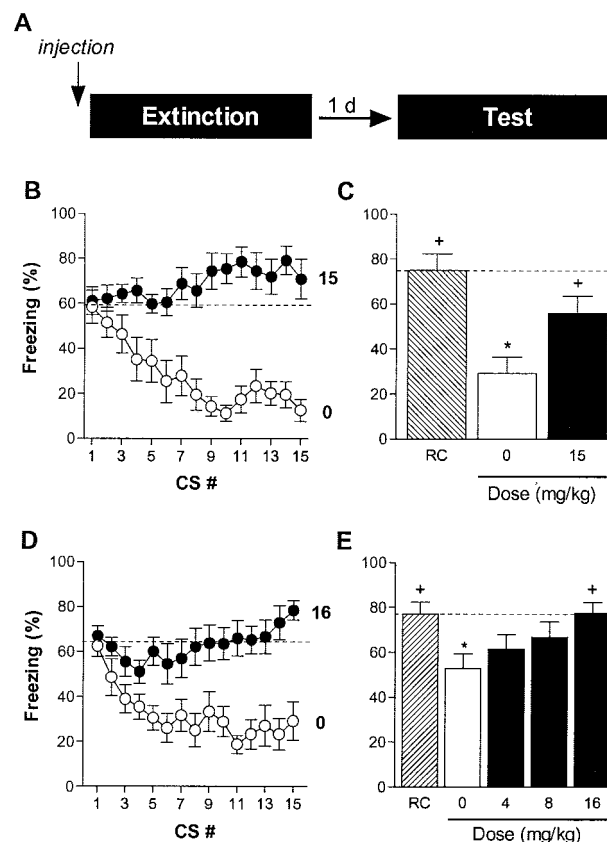 A
injection
Extinction
1 d
Test
B
100
80
60
40
20
0
Freezing (%)
15
0
1 3 5 7 9 11 13 15
CS #
C
100
80
60
40
20
0
+
*
+
RC 0 15
Dose (mg/kg)
D
100
80
60
40
20
0
Freezing (%)
16
0
1 3 5 7 9 11 13 15
CS #
E
100
80
60
40
20
0
+
*
+
RC 0 4 8 16
Dose (mg/kg)